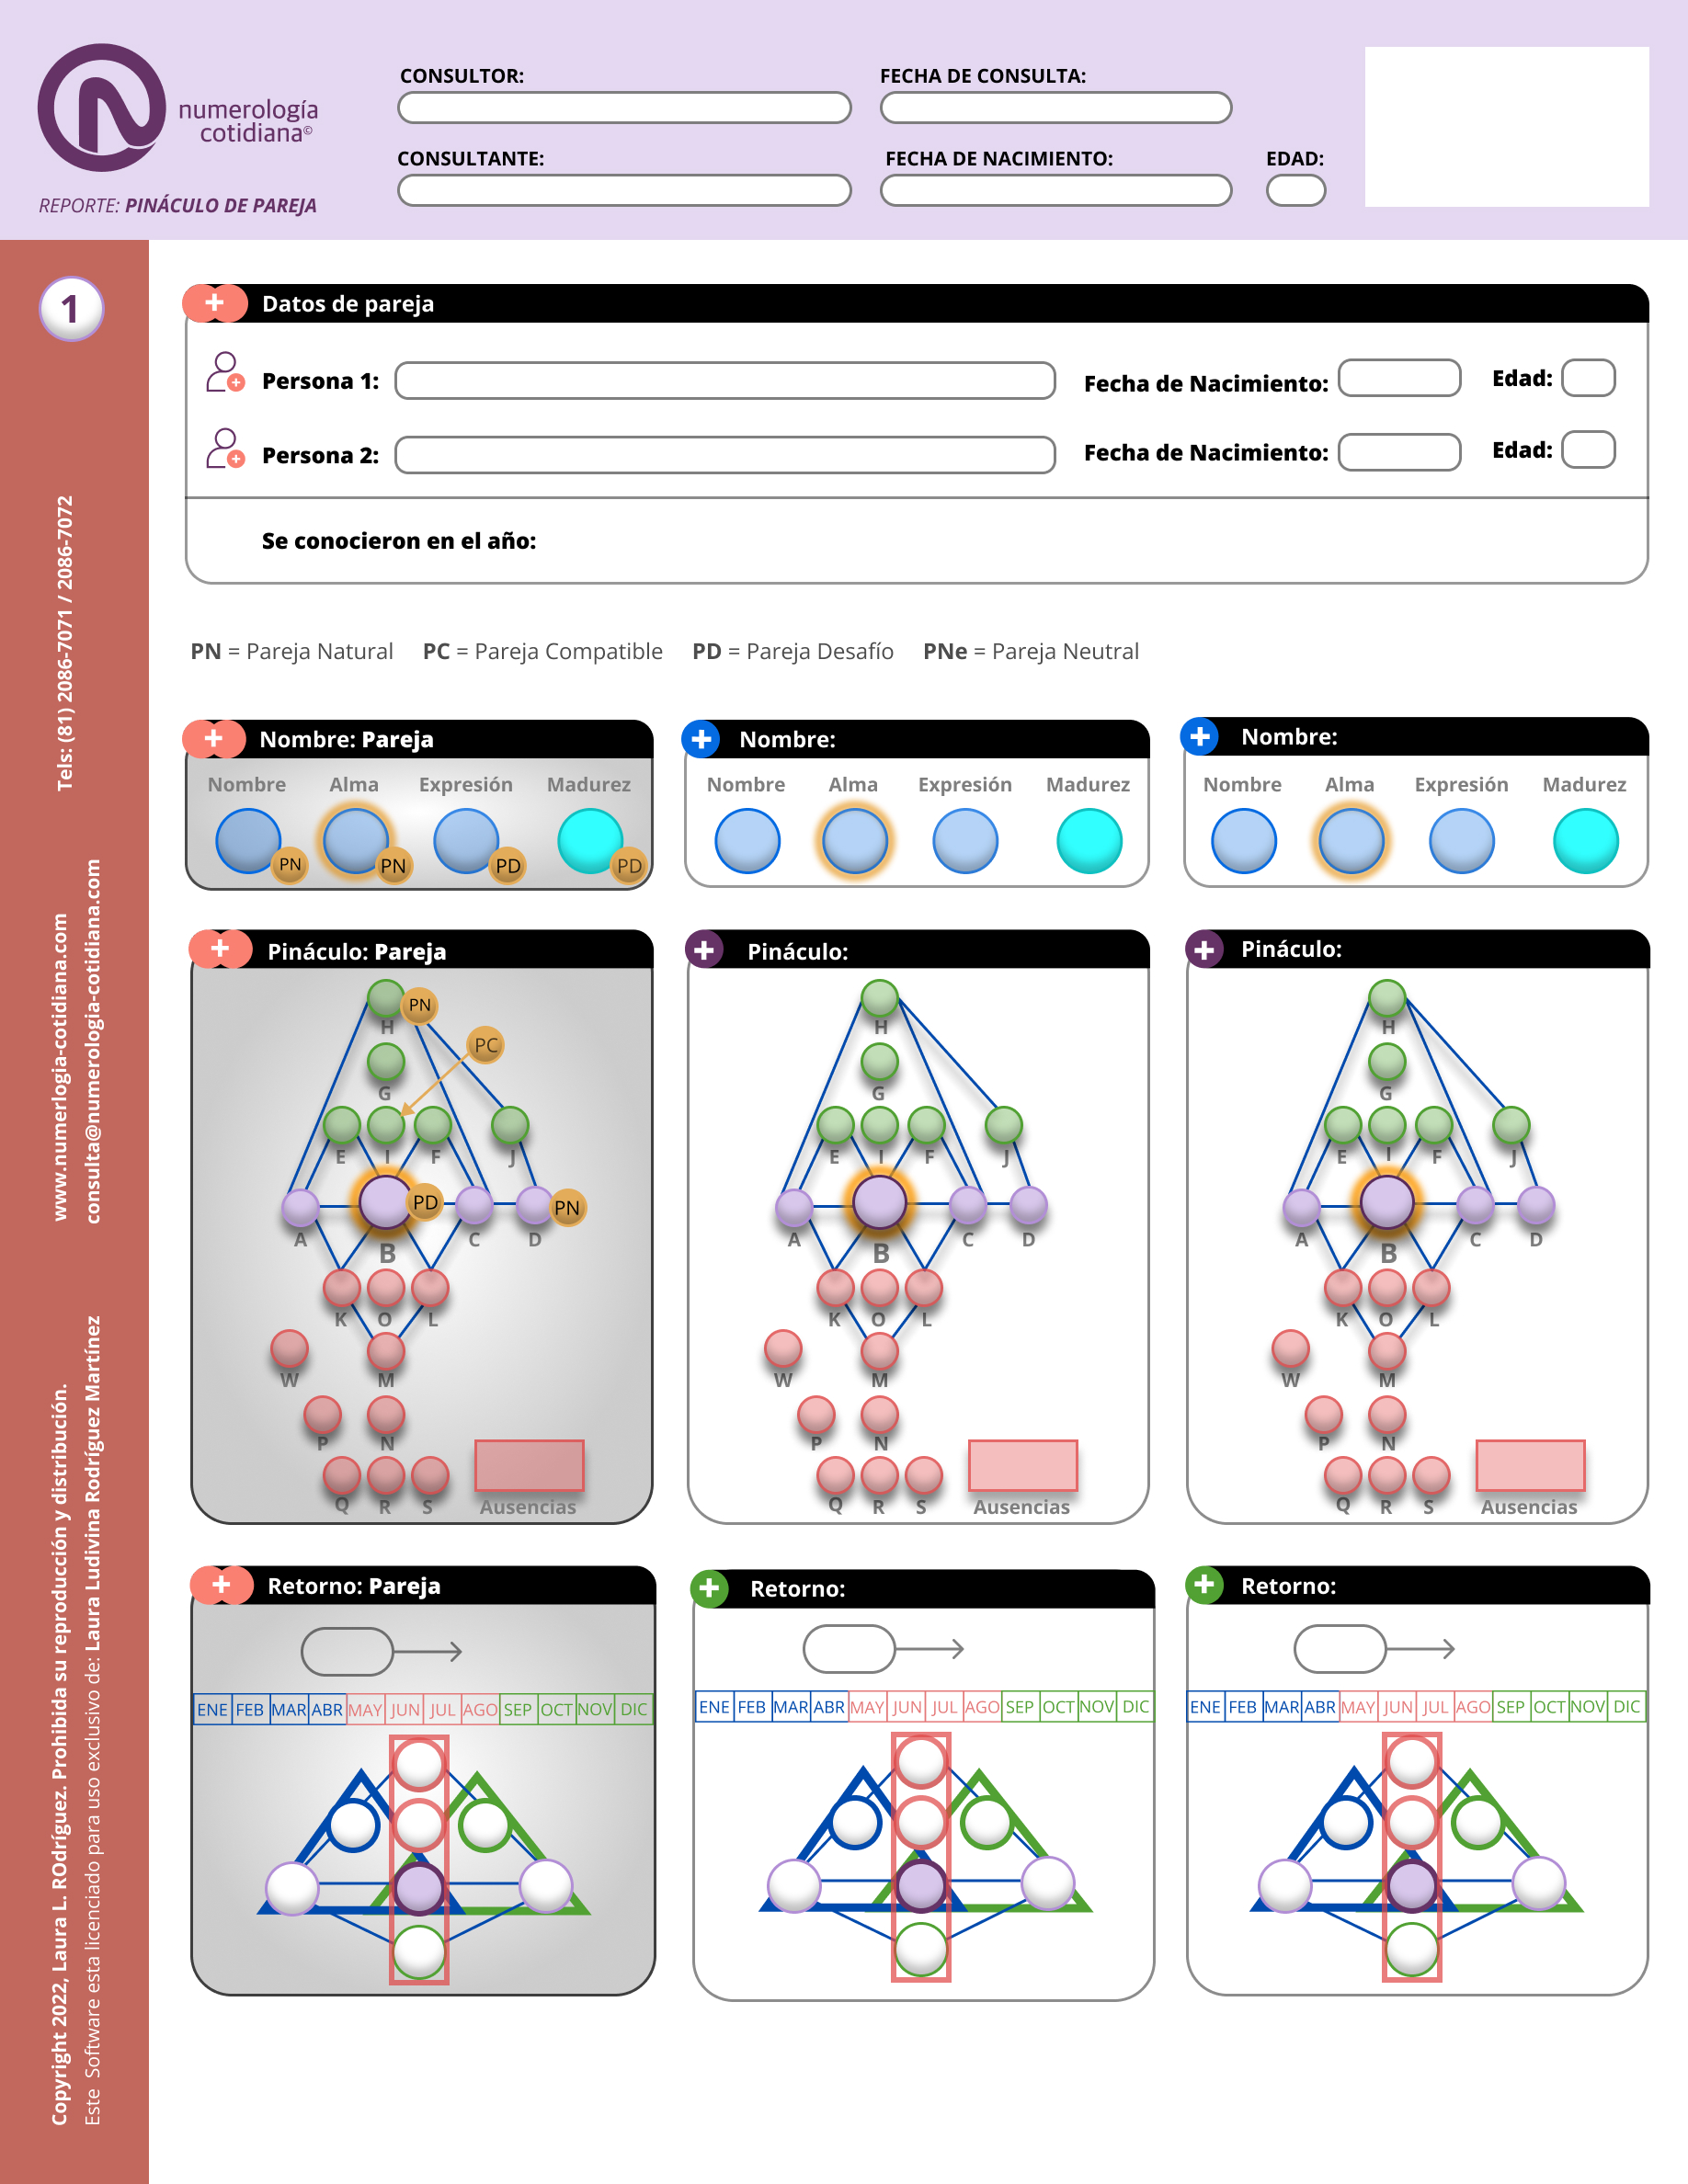 numerología
cotidiana©
REPORTE: PINÁCULO DE PAREJA
CONSULTOR:
FECHA DE CONSULTA:
CONSULTANTE:
FECHA DE NACIMIENTO:
EDAD:
1
Tels: (81) 2086-7071 / 2086-7072
www.numerlogia-cotidiana.com
consulta@numerologia-cotidiana.com
Copyright 2022, Laura L. ROdríguez. Prohibida su reproducción y distribución.
Este Software esta licenciado para uso exclusivo de: Laura Ludivina Rodríguez Martínez
Datos de pareja
Persona 1:
Fecha de Nacimiento:
Edad:
Persona 2:
Fecha de Nacimiento:
Edad:
Se conocieron en el año:
PN = Pareja Natural PC = Pareja Compatible PD = Pareja Desafío PNe = Pareja Neutral
Nombre: Pareja
Nombre Alma Expresión Madurez
PN PN PD PD
Nombre:
Nombre Alma Expresión Madurez
Nombre:
Nombre Alma Expresión Madurez
Pináculo: Pareja
PN
H
PC
G
E I F J
PD PN
A B C D
K O L
W M
P N
Q R S
Ausencias
Pináculo:
H
G
E I F J
A B C D
K O L
W M
P N
Q R S
Ausencias
Pináculo:
H
G
E I F J
A B C D
K O L
W M
P N
Q R S
Ausencias
Retorno: Pareja
ENE FEB MAR ABR MAY JUN JUL AGO SEP OCT NOV DIC
Retorno:
ENE FEB MAR ABR MAY JUN JUL AGO SEP OCT NOV DIC
Retorno:
ENE FEB MAR ABR MAY JUN JUL AGO SEP OCT NOV DIC